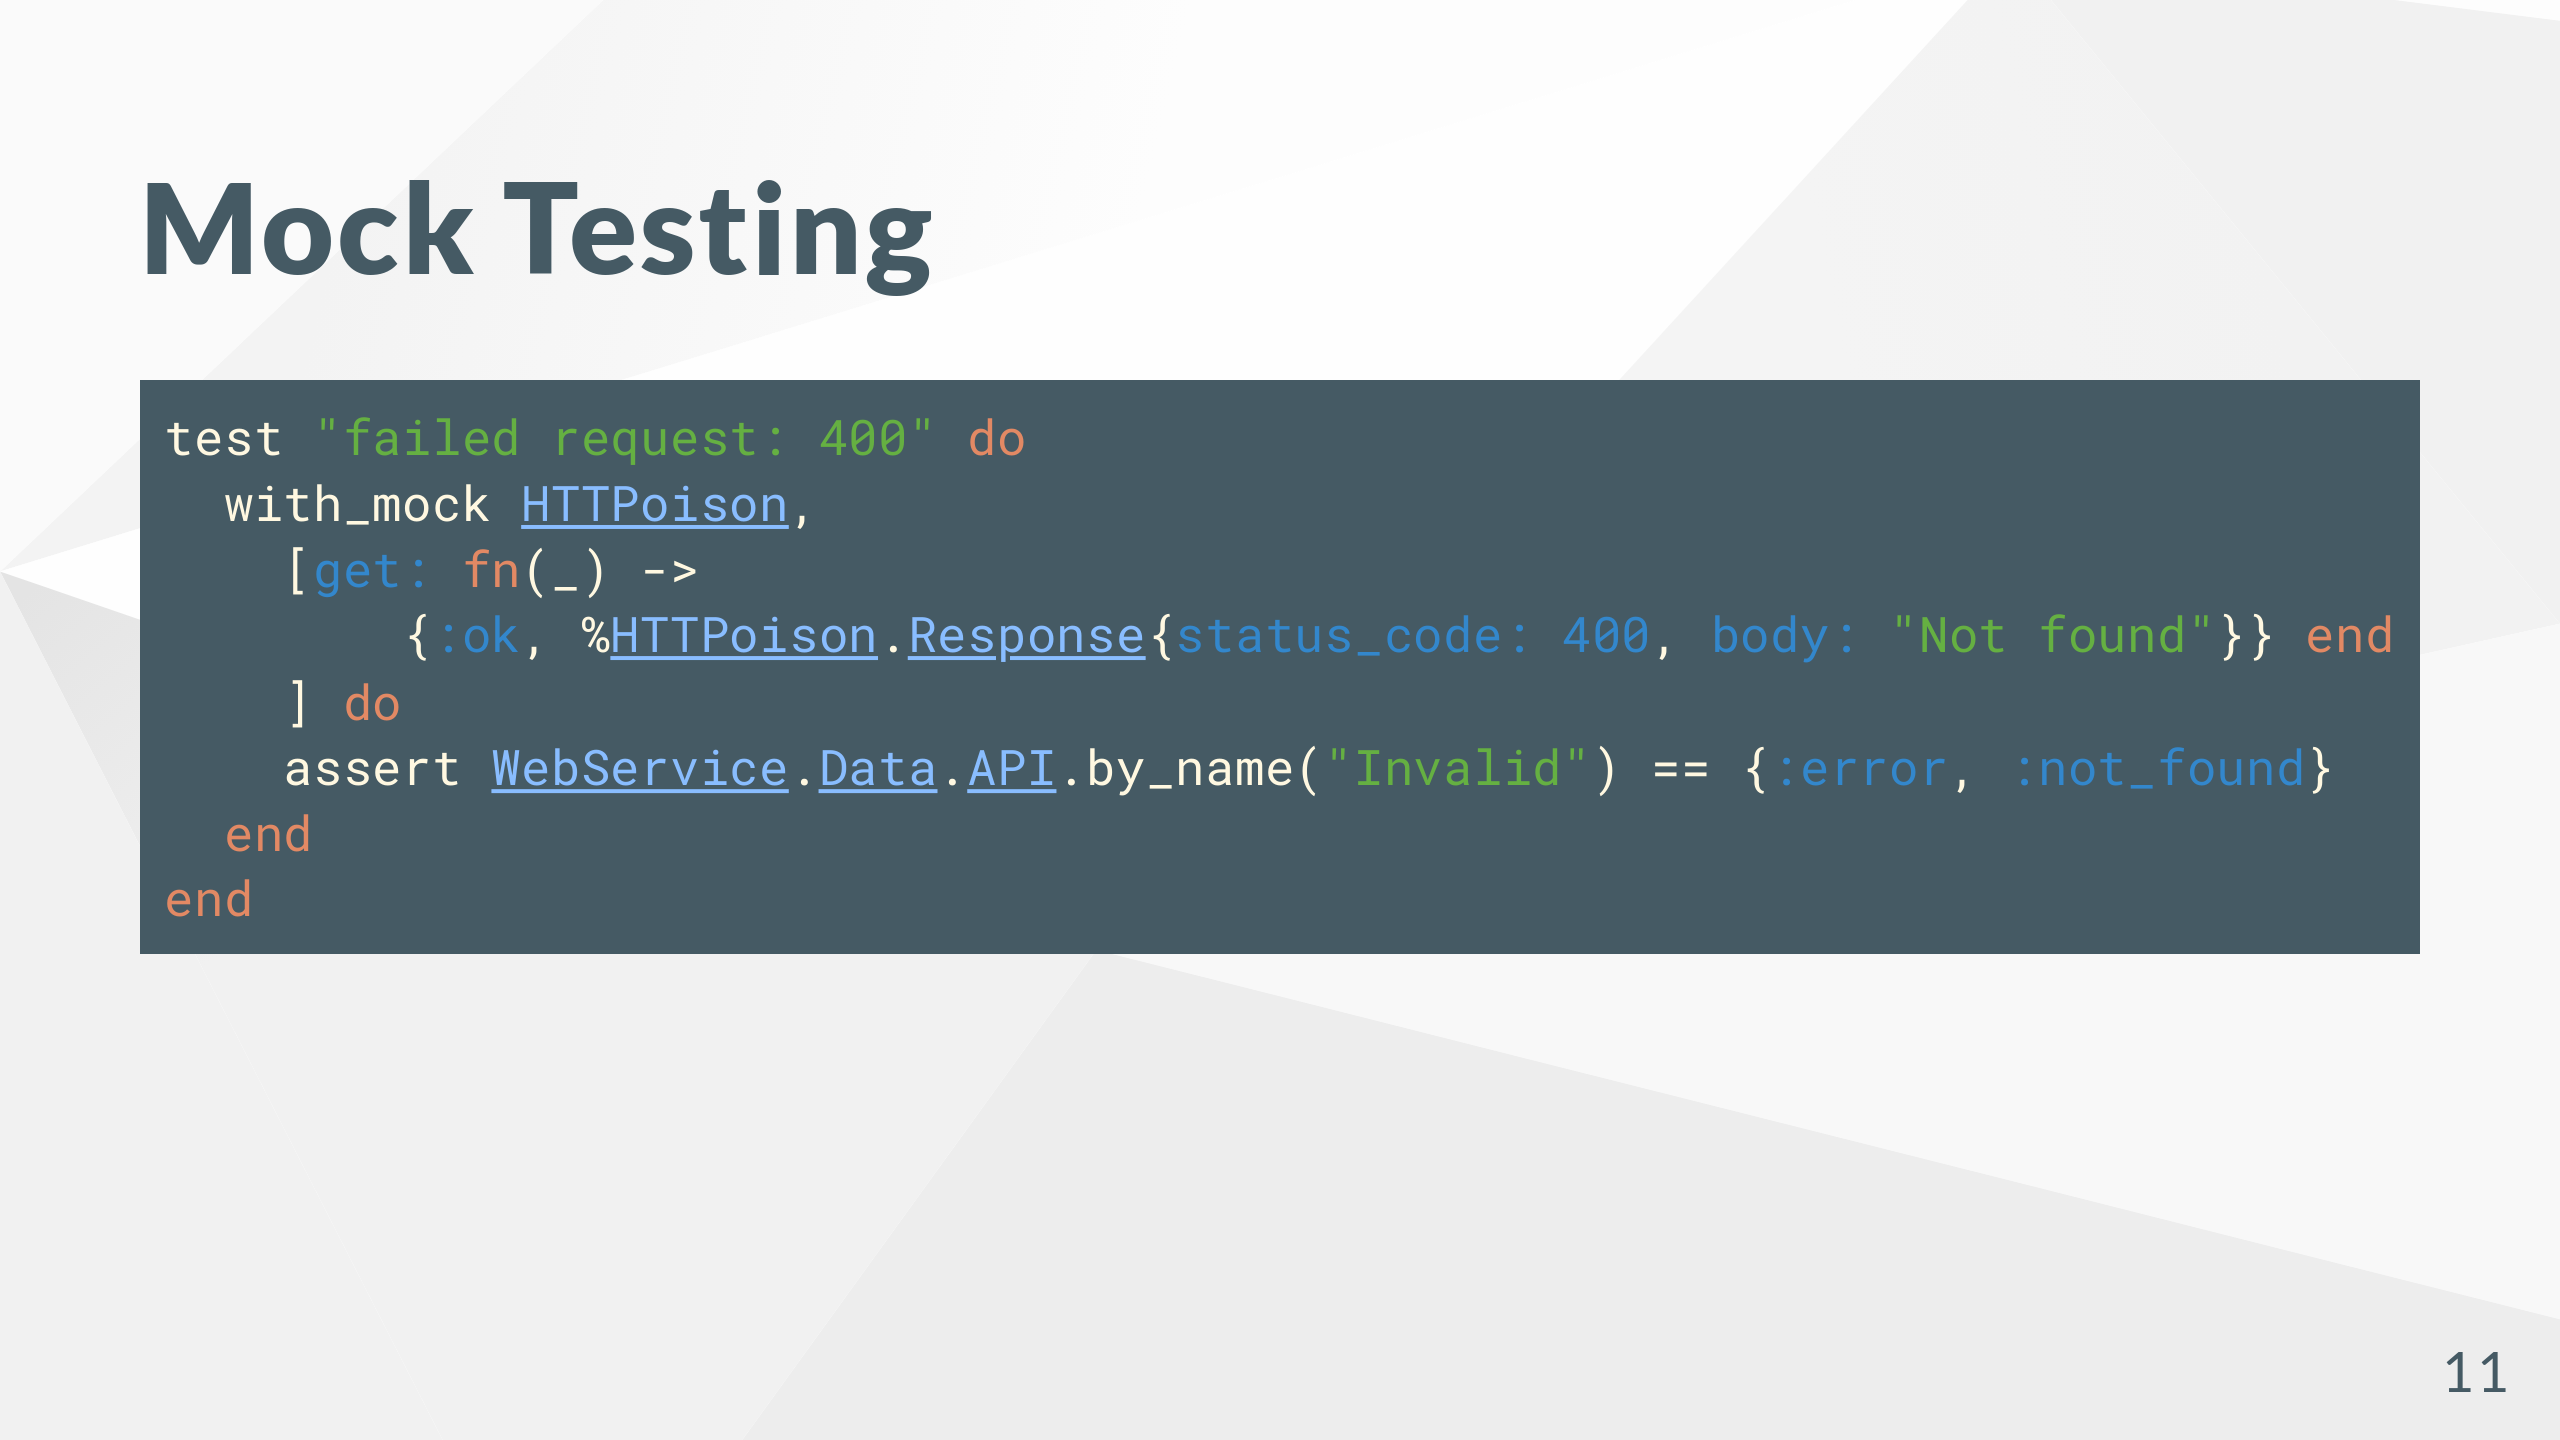 Mock Testing
test "failed request: 400" do
  with_mock HTTPoison,
    [get: fn(_) ->
        {:ok, %HTTPoison.Response{status_code: 400, body: "Not found"}} end
    ] do
    assert WebService.Data.API.by_name("Invalid") == {:error, :not_found}
  end
end
11